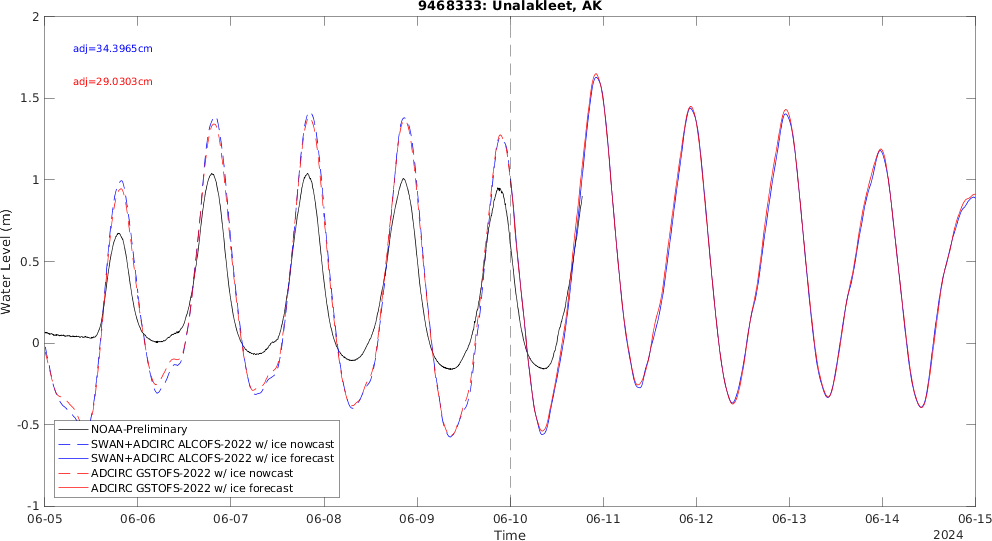 9468333: Unalakleet, AK
adj=34.3965cm
adj=29.0303cm
Water Level (m)
2
1.5
1
0.5
0
-0.5
-1
NOAA-Preliminary
SWAN+ADCIRC ALCOFS-2022 w/ ice nowcast
SWAN+ADCIRC ALCOFS-2022 w/ ice forecast
ADCIRC GSTOFS-2022 w/ ice nowcast
ADCIRC GSTOFS-2022 w/ ice forecast
06-05 06-06 06-07 06-08 06-09 06-10 06-11 06-12 06-13 06-14 06-15
Time
2024